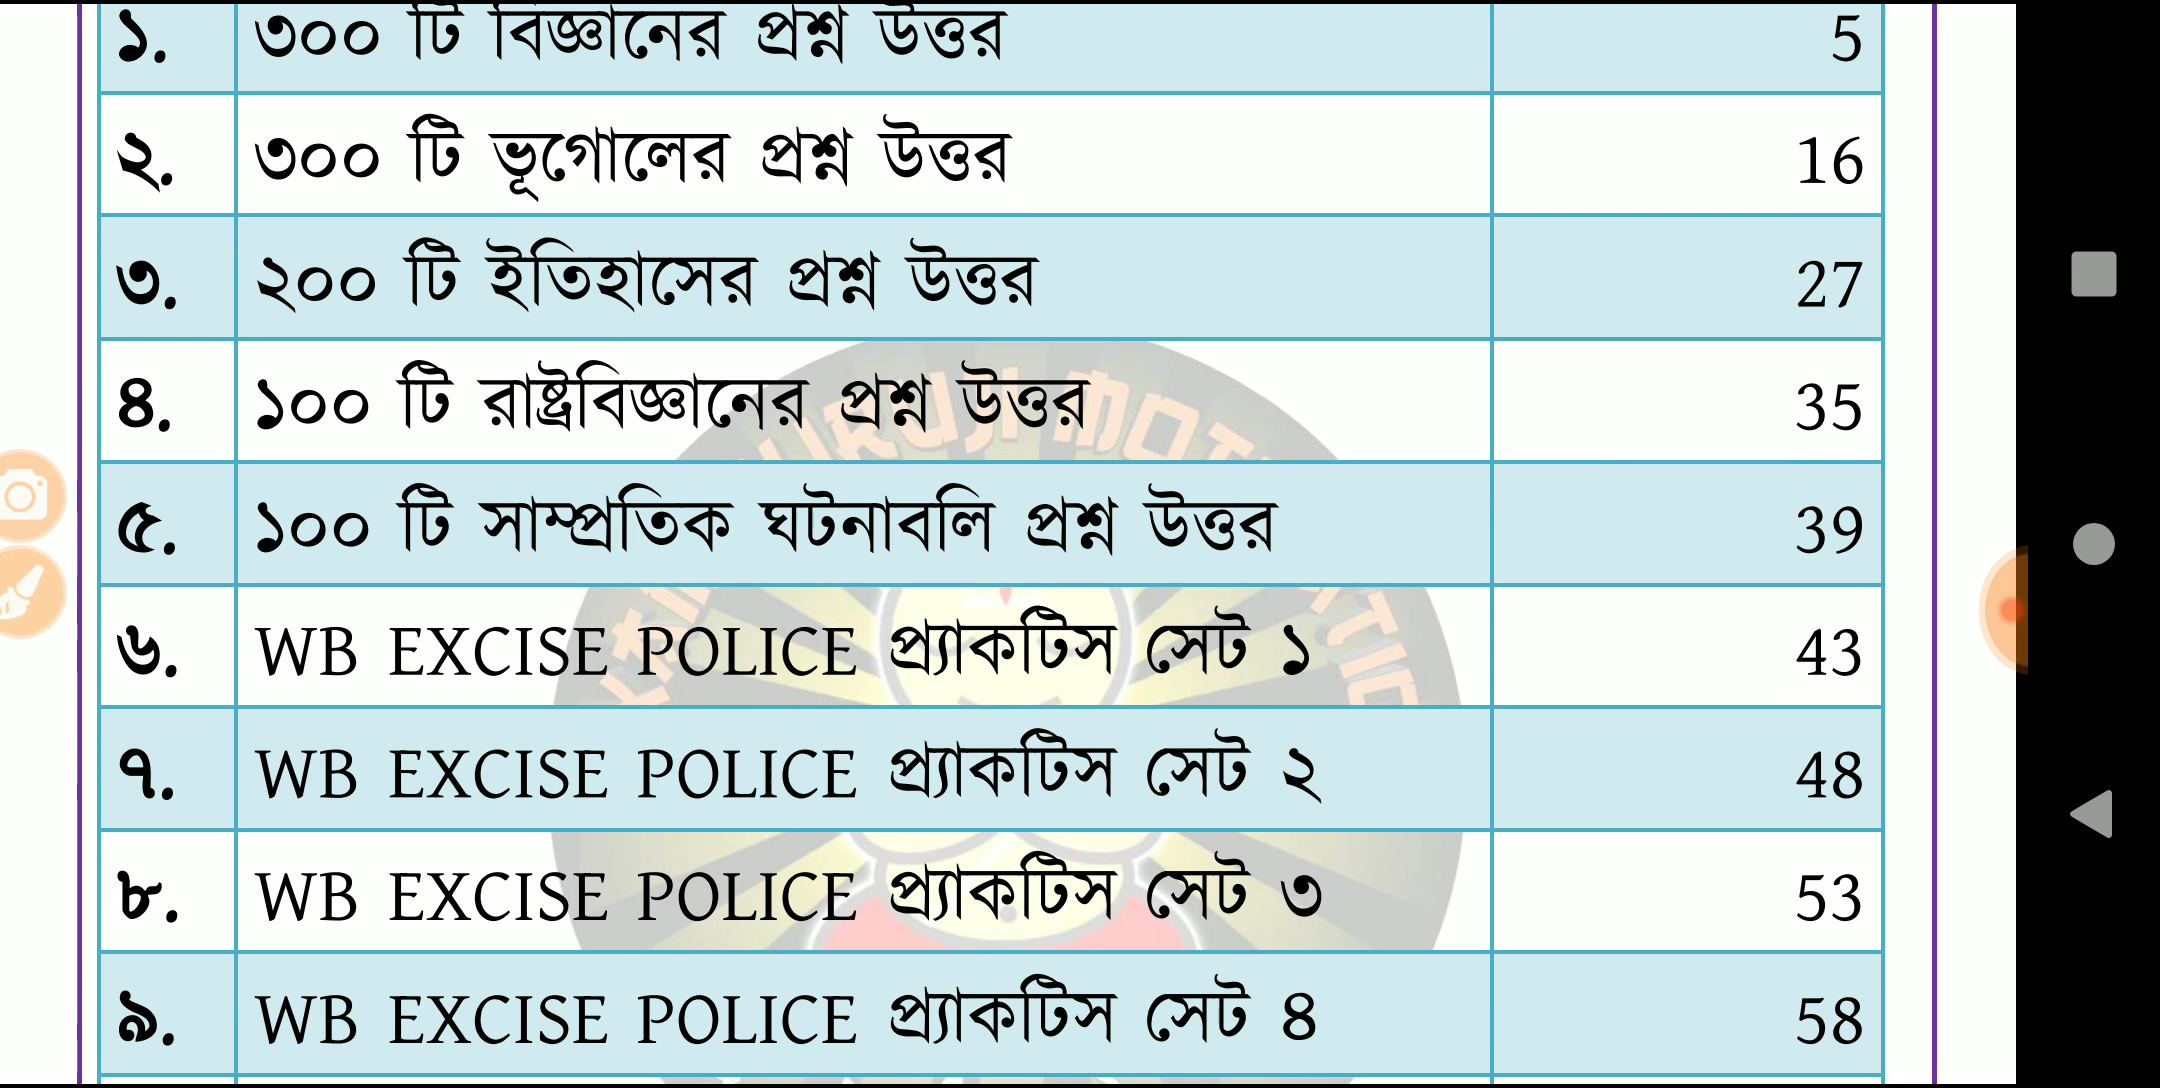 ১. ৩০০ টি বিজ্ঞানের প্রশ্ন উত্তর 5
২. ৩০০ টি ভূগোলের প্রশ্ন উত্তর 16
৩. ২০০ টি ইতিহাসের প্রশ্ন উত্তর 27
৪. ১০০ টি রাষ্ট্রবিজ্ঞানের প্রশ্ন উত্তর 35
৫. ১০০ টি সাম্প্রতিক ঘটনাবলি প্রশ্ন উত্তর 39
৬. WB EXCISE POLICE প্র্যাকটিস সেট ১ 43
৭. WB EXCISE POLICE প্র্যাকটিস সেট ২ 48
৮. WB EXCISE POLICE প্র্যাকটিস সেট ৩ 53
৯. WB EXCISE POLICE প্র্যাকটিস সেট ৪ 58